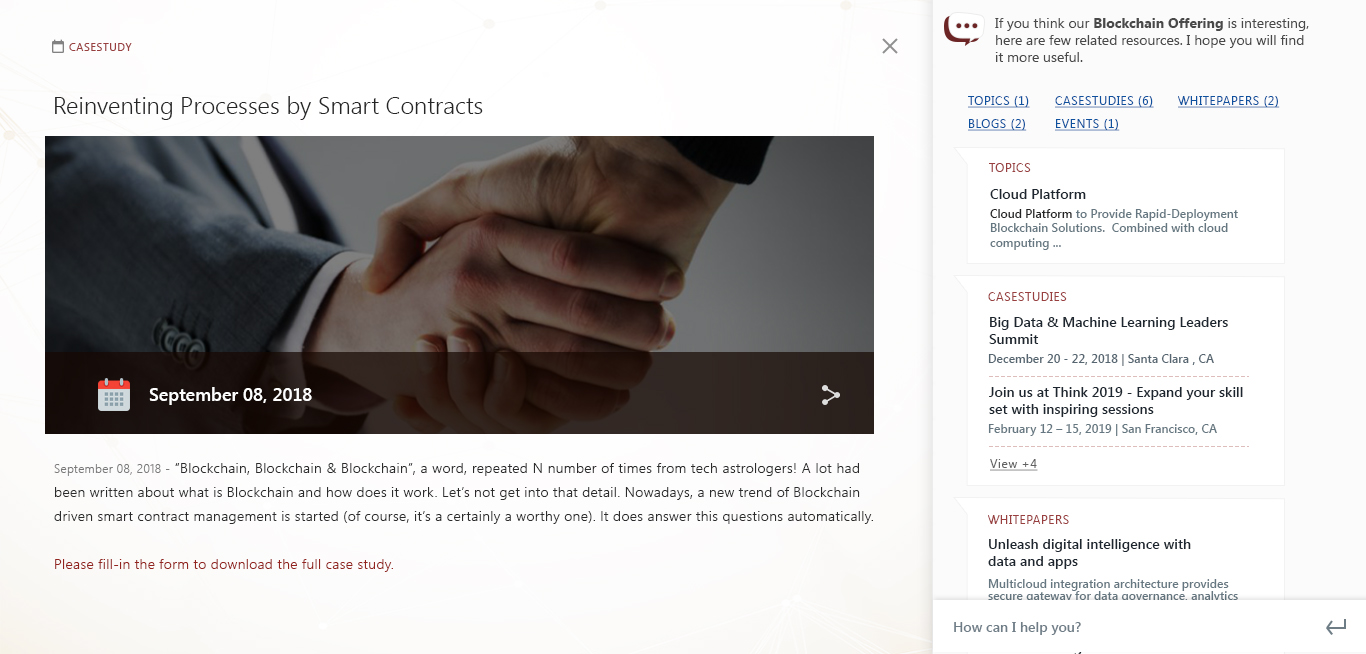 CASESTUDY
Reinventing Processes by Smart Contracts
September 08, 2018
September 08, 2018 - “Blockchain, Blockchain & Blockchain”, a word, repeated N number of times from tech astrologers! A lot had
been written about what is Blockchain and how does it work. Let’s not get into that detail. Nowadays, a new trend of Blockchain
driven smart contract management is started (of course, it’s a certainly a worthy one). It does answer this questions automatically.
Please fill-in the form to download the full case study.
If you think our Blockchain Offering is interesting,
here are few related resources. I hope you will find
it more useful.
TOPICS (1) CASESTUDIES (6) WHITEPAPERS (2)
BLOGS (2) EVENTS (1)
TOPICS
Cloud Platform
Cloud Platform to Provide Rapid-Deployment
Blockchain Solutions. Combined with cloud
computing ...
CASESTUDIES
Big Data & Machine Learning Leaders
Summit
December 20 - 22, 2018 | Santa Clara , CA
Join us at Think 2019 - Expand your skill
set with inspiring sessions
February 12 – 15, 2019 | San Francisco, CA
View +4
WHITEPAPERS
Unleash digital intelligence with
data and apps
Multicloud integration architecture provides
secure gateway for data governance, analytics
How can I help you?